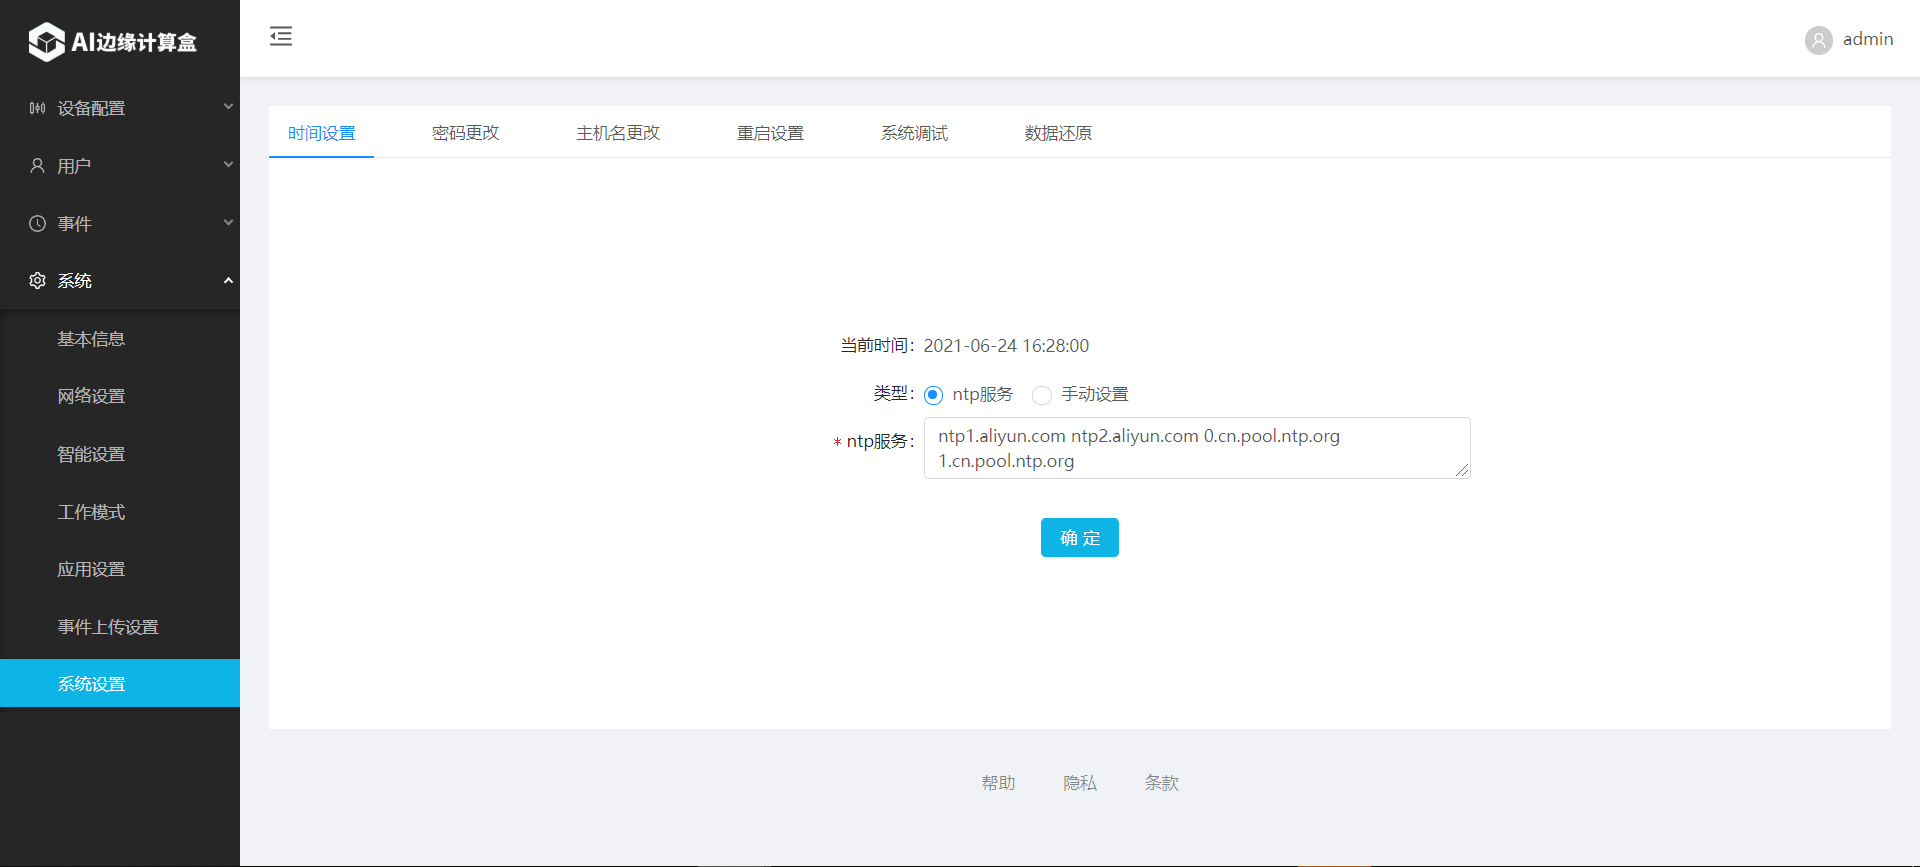 AI边缘计算盒
admin
设备配置
用户
事件
系统
基本信息
网络设置
智能设置
工作模式
应用设置
事件上传设置
系统设置
时间设置 密码更改 主机名更改 重启设置 系统调试 数据还原
当前时间: 2021-06-24 16:28:00
类型: ntp服务 手动设置
* ntp服务: ntp1.aliyun.com ntp2.aliyun.com 0.cn.pool.ntp.org
1.cn.pool.ntp.org
确 定
帮助 隐私 条款